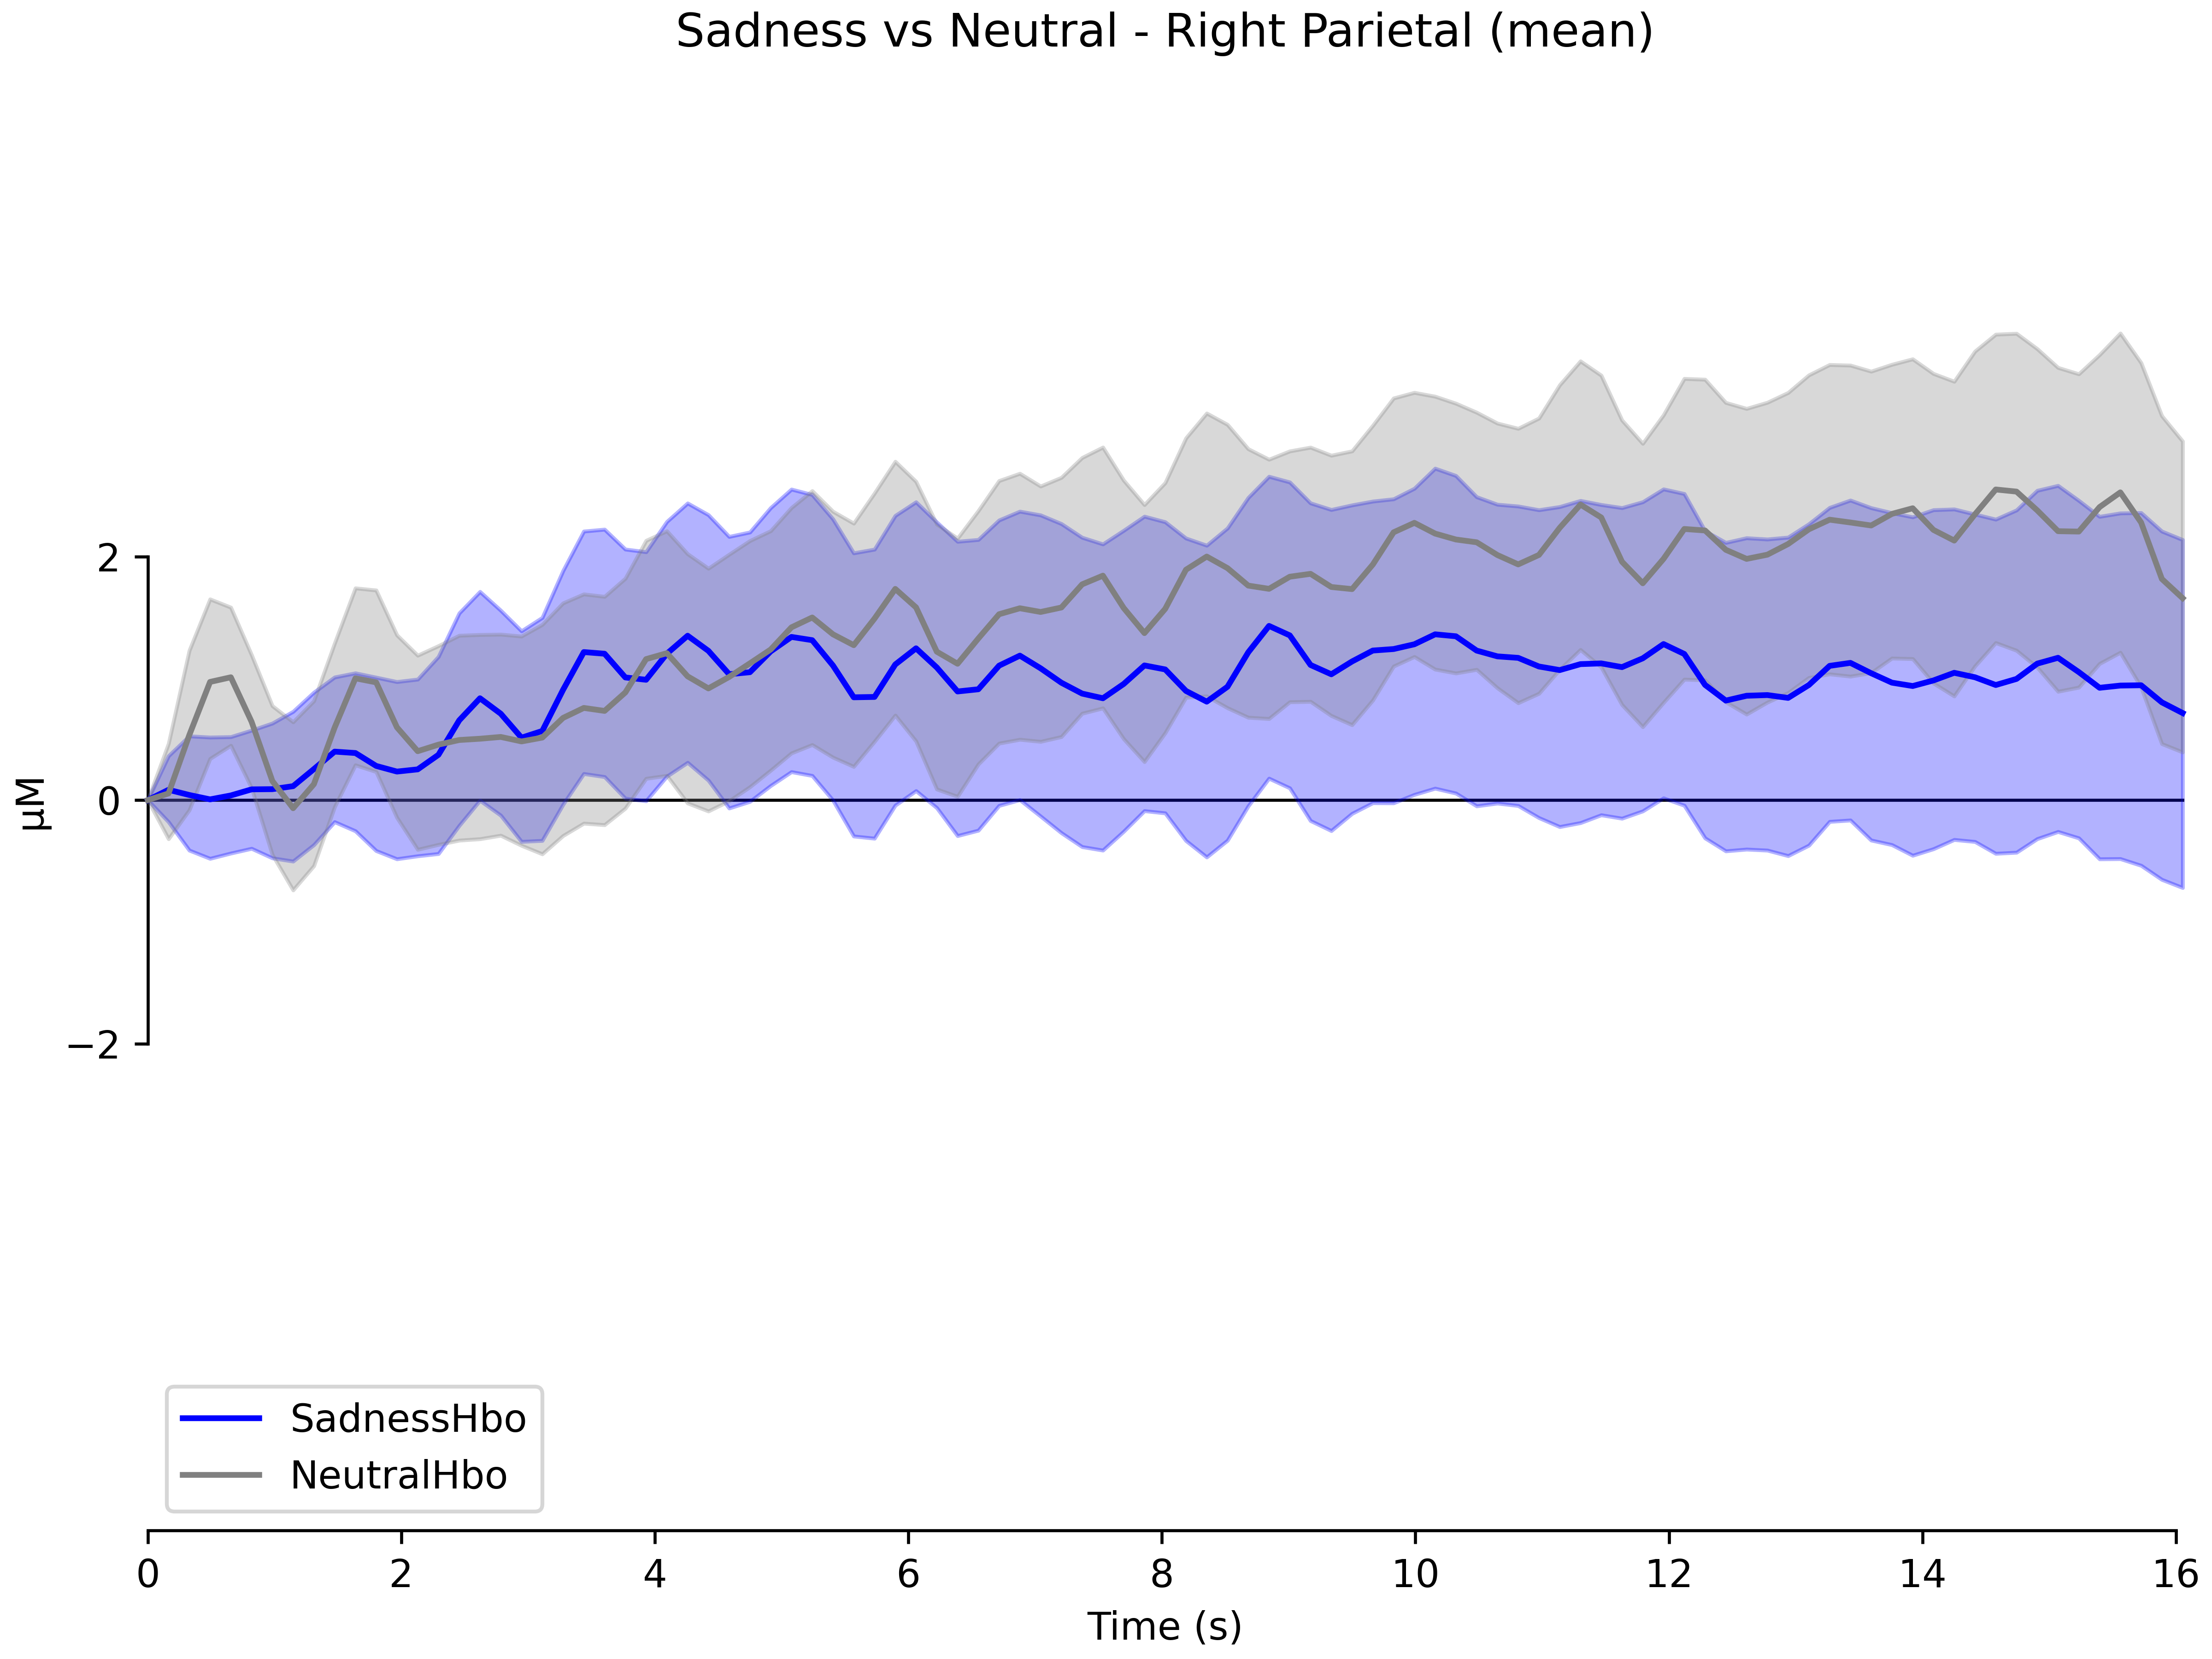 Sadness vs Neutral - Right Parietal (mean)
µM
2
0
−2
SadnessHbo
NeutralHbo
0 2 4 6 8 10 12 14 16
Time (s)